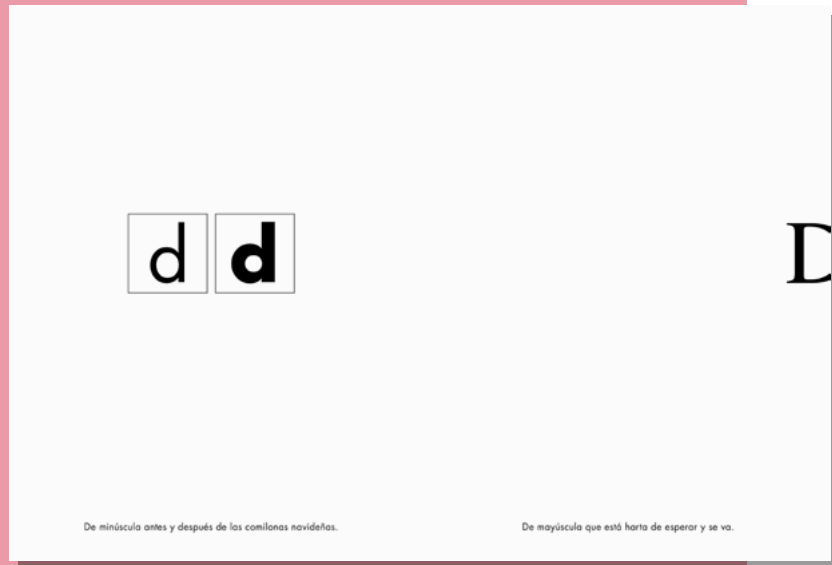 d d
D
De minúscula antes y después de las comilonas navideñas.
De mayúscula que está harta de esperar y se va.